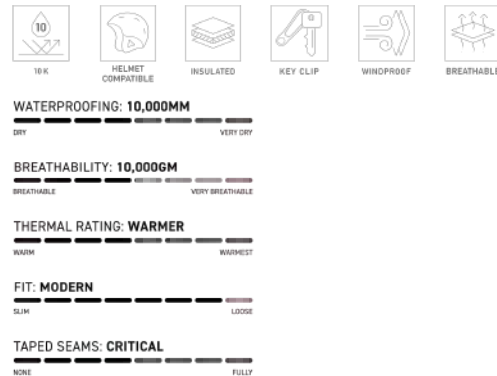 10
10 K
HELMET
COMPATIBLE
INSULATED
KEY CLIP
WINDPROOF
BREATHABLE
WATERPROOFING: 10,000MM
DRY VERY DRY
BREATHABILITY: 10,000GM
BREATHABLE VERY BREATHABLE
THERMAL RATING: WARMER
WARM WARMEST
FIT: MODERN
SLIM LOOSE
TAPED SEAMS: CRITICAL
NONE FULLY